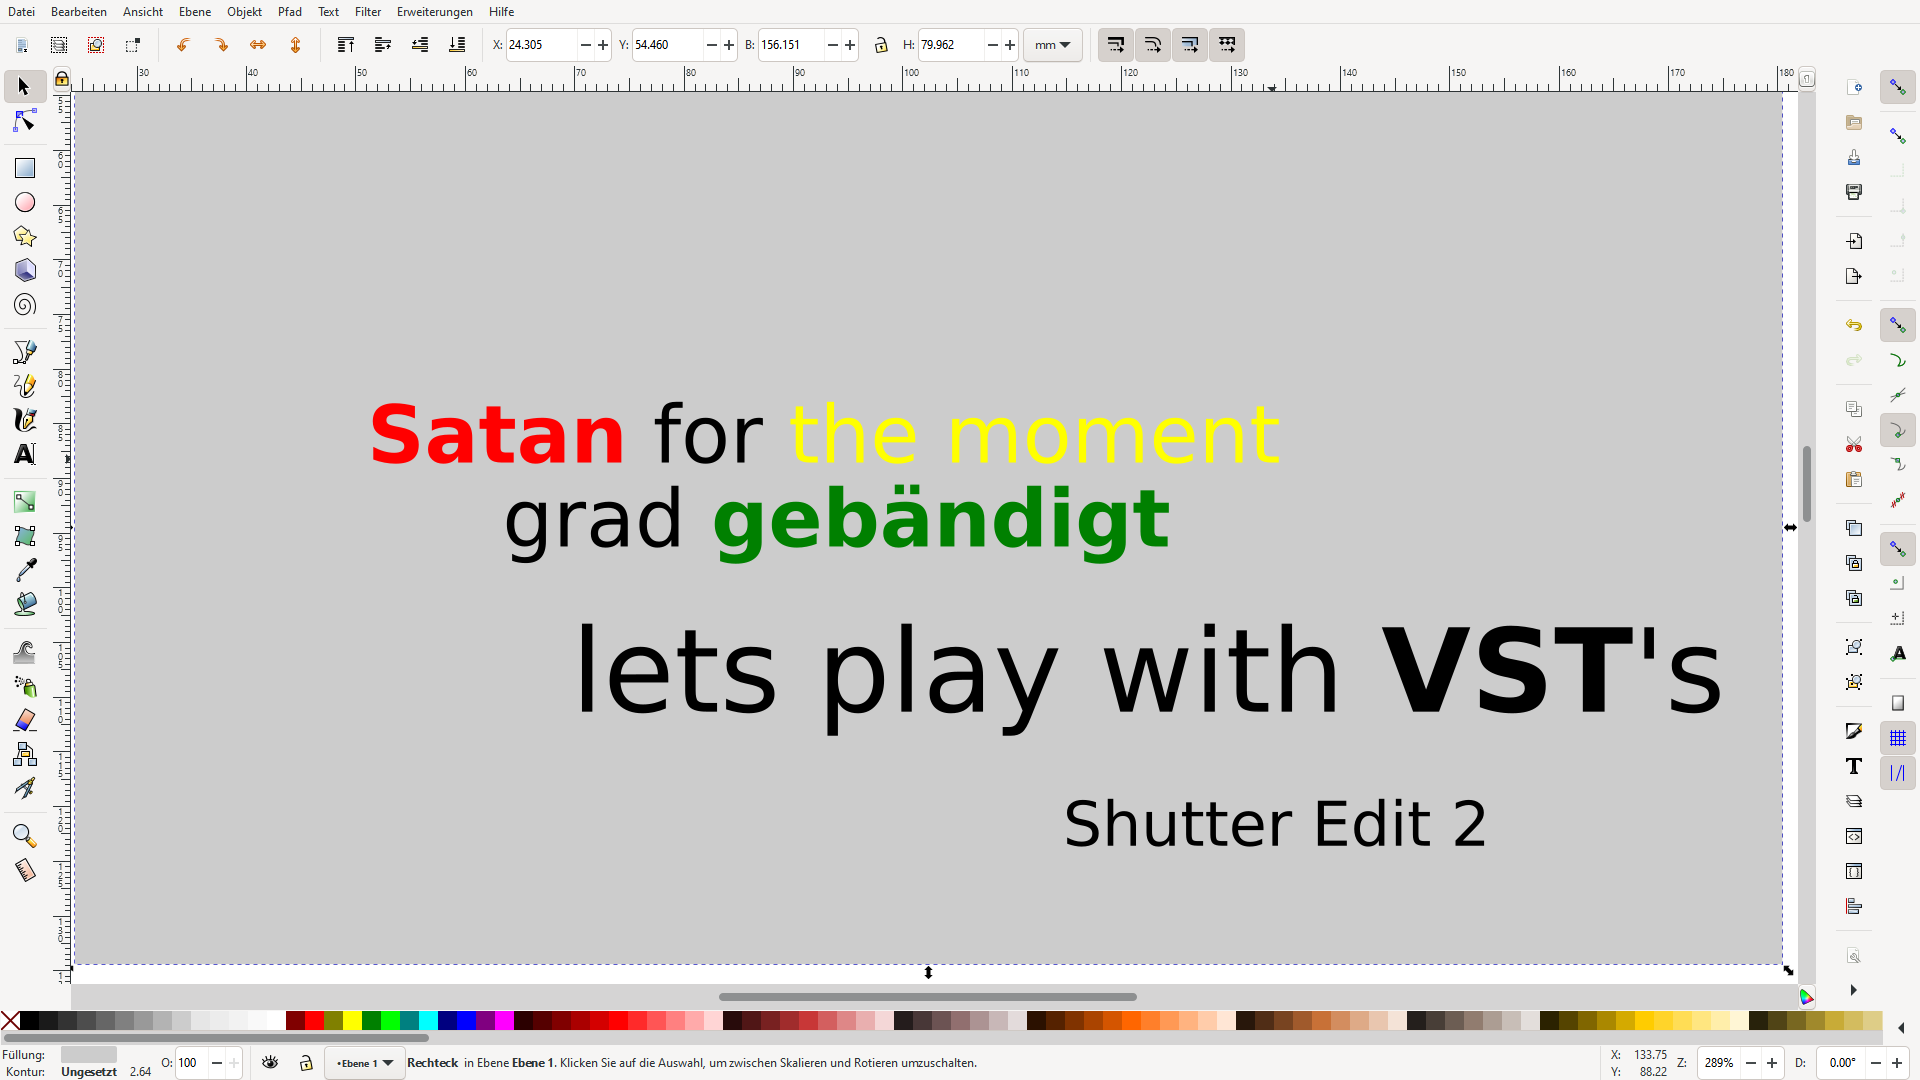 Datei Bearbeiten Ansicht Ebene Objekt Pfad Text Filter Erweiterungen Hilfe
X: 24.305 Y: 54.460 B: 156.151 H: 79.962 mm
30 40 50 60 70 80 90 100 110 120 130 140 150 160 170 180
Satan for the moment
grad gebändigt
lets play with VST's
Shutter Edit 2
Füllung: O: 100 •Ebene 1 Rechteck in Ebene Ebene 1. Klicken Sie auf die Auswahl, um zwischen Skalieren und Rotieren umzuschalten. X: 133.75 Z: 289% D: 0.00°
Kontur: Ungesetzt 2.64 Y: 88.22